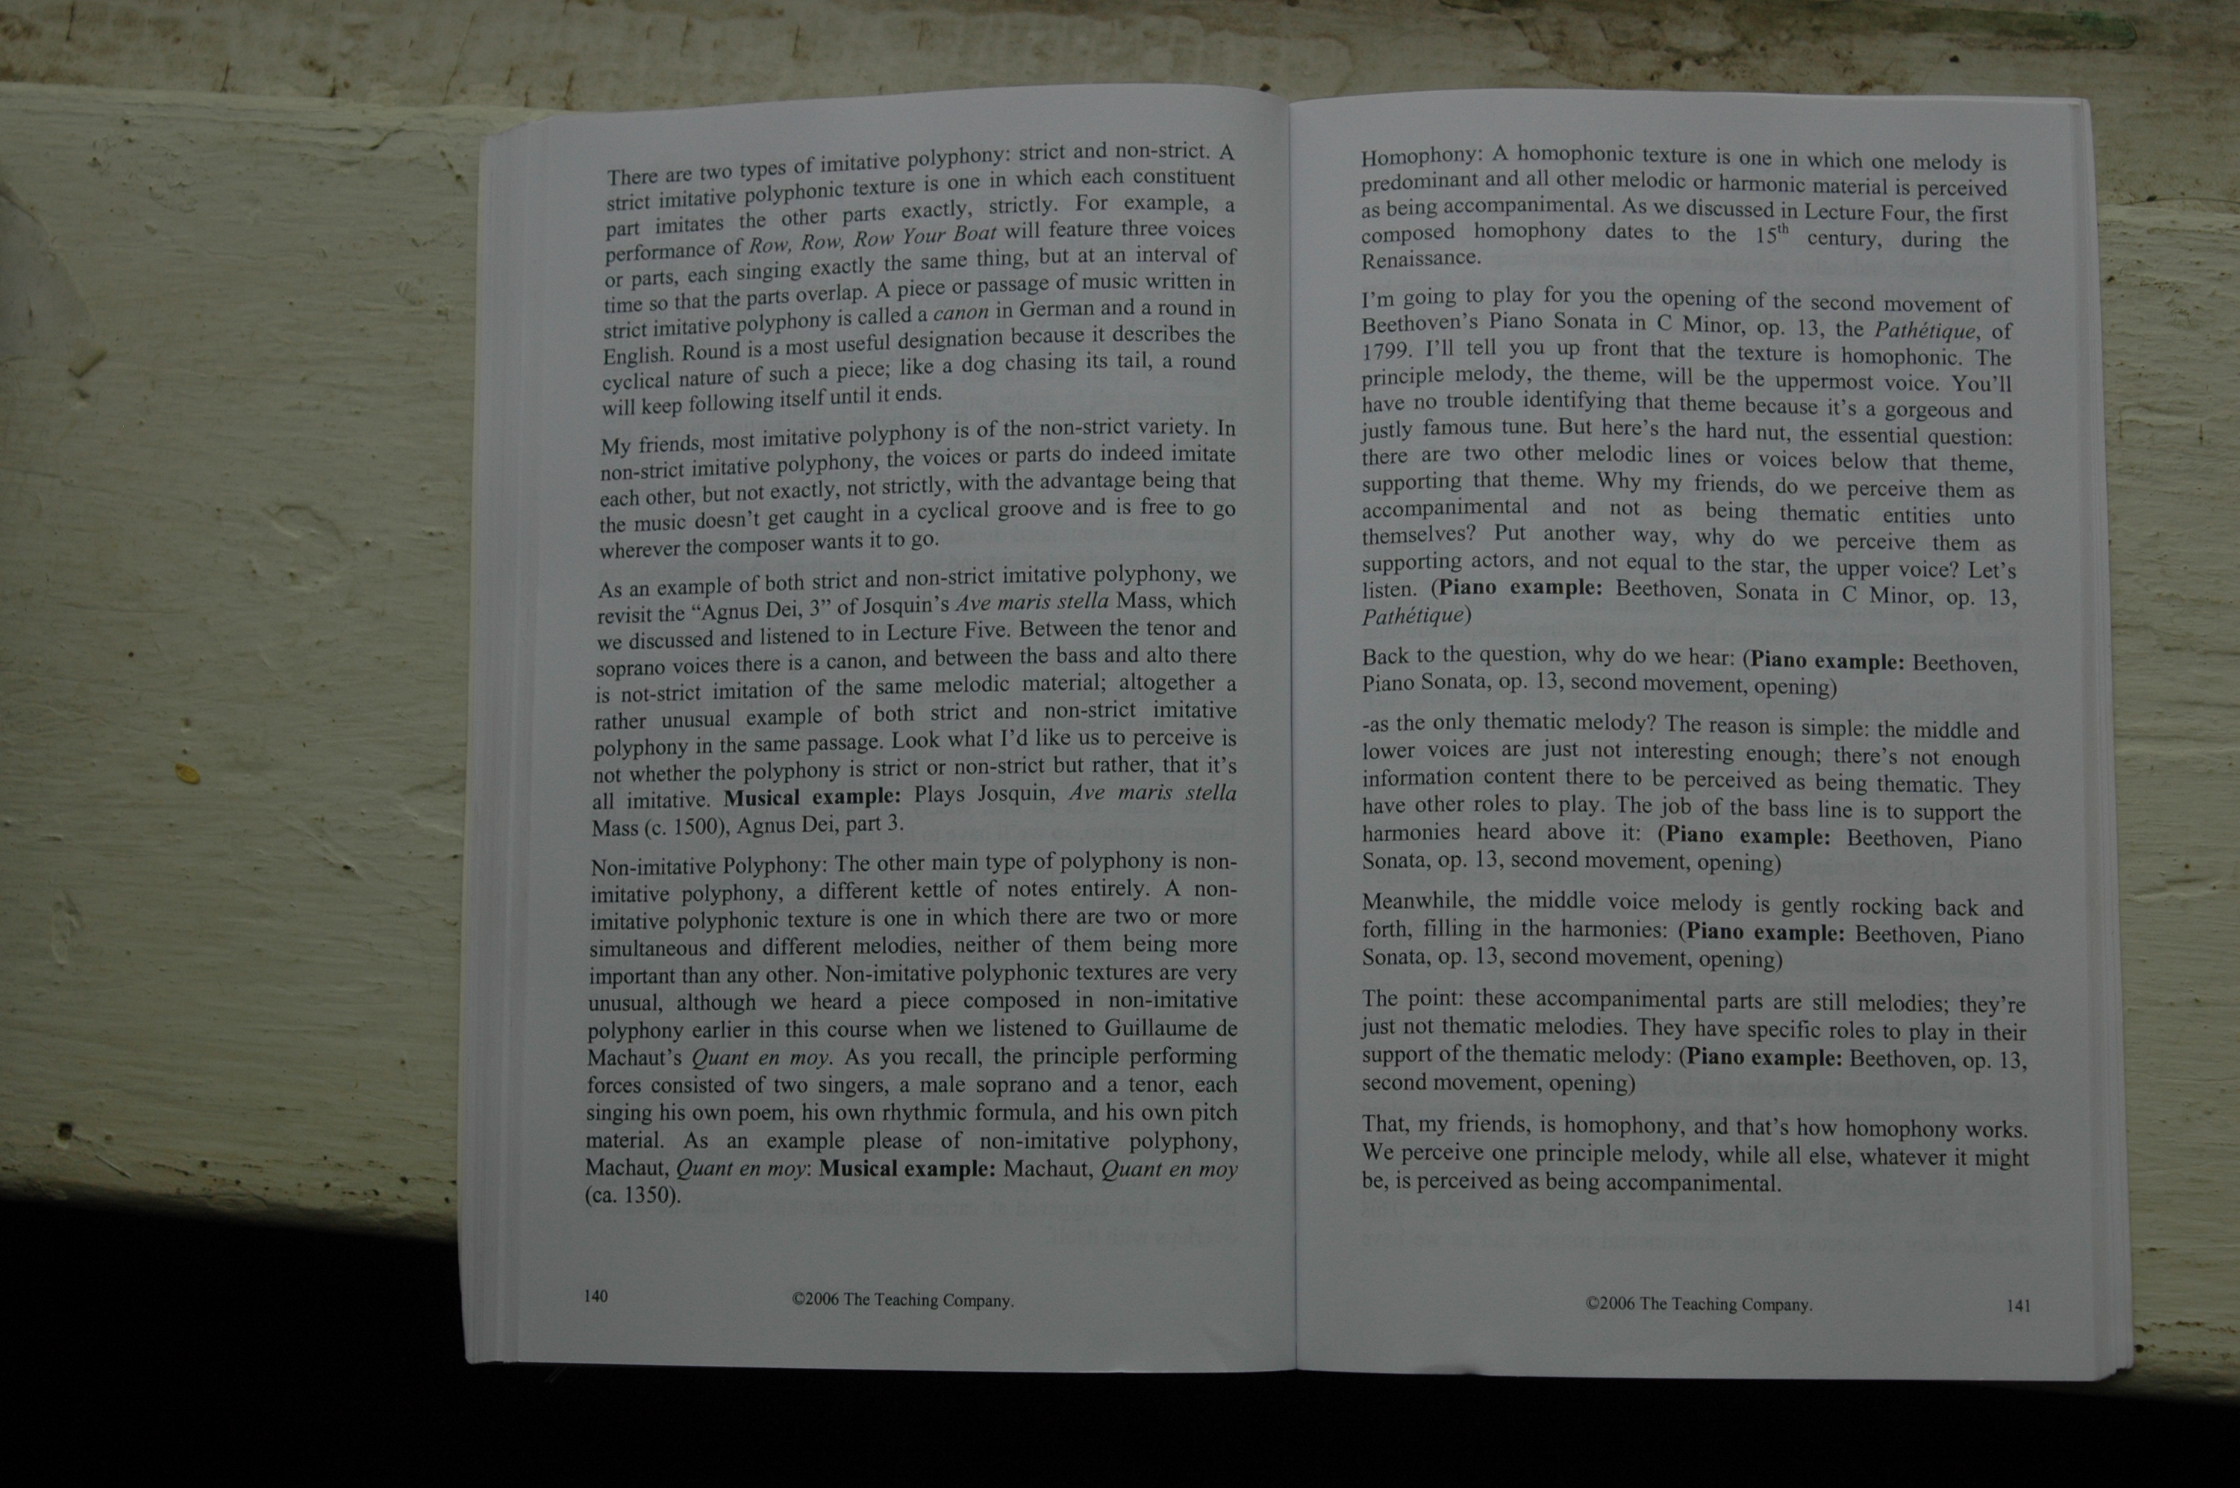 There are two types of imitative polyphony: strict and non-strict. A
strict imitative polyphonic texture is one in which each constituent
part imitates the other parts exactly, strictly. For example, a
performance of Row, Row, Row Your Boat will feature three voices
or parts, each singing exactly the same thing, but at an interval of
time so that the parts overlap. A piece or passage of music written in
strict imitative polyphony is called a canon in German and a round in
English. Round is a most useful designation because it describes the
cyclical nature of such a piece; like a dog chasing its tail, a round
will keep following itself until it ends.
My friends, most imitative polyphony is of the non-strict variety. In
non-strict imitative polyphony, the voices or parts do indeed imitate
each other, but not exactly, not strictly, with the advantage being that
the music doesn't get caught in a cyclical groove and is free to go
wherever the composer wants it to go.
As an example of both strict and non-strict imitative polyphony, we
revisit the "Agnus Dei, 3" of Josquin's Ave maris stella Mass, which
we discussed and listened to in Lecture Five. Between the tenor and
soprano voices there is a canon, and between the bass and alto there
is not-strict imitation of the same melodic material; altogether a
rather unusual example of both strict and non-strict imitative
polyphony in the same passage. Look what I'd like us to perceive is
not whether the polyphony is strict or non-strict but rather, that it's
all imitative. Musical example: Plays Josquin, Ave maris stella
Mass (c. 1500), Agnus Dei, part 3.
Non-imitative Polyphony: The other main type of polyphony is non-
imitative polyphony, a different kettle of notes entirely. A non-
imitative polyphonic texture is one in which there are two or more
simultaneous and different melodies, neither of them being more
important than any other. Non-imitative polyphonic textures are very
unusual, although we heard a piece composed in non-imitative
polyphony earlier in this course when we listened to Guillaume de
Machaut's Quant en moy. As you recall, the principle performing
forces consisted of two singers, a male soprano and a tenor, each
singing his own poem, his own rhythmic formula, and his own pitch
material. As an example please of non-imitative polyphony,
Machaut, Quant en moy: Musical example: Machaut, Quant en moy
(ca. 1350).
140 ©2006 The Teaching Company.
Homophony: A homophonic texture is one in which one melody is
predominant and all other melodic or harmonic material is perceived
as being accompanimental. As we discussed in Lecture Four, the first
composed homophony dates to the 15th century, during the
Renaissance.
I'm going to play for you the opening of the second movement of
Beethoven's Piano Sonata in C Minor, op. 13, the Pathétique, of
1799. I'll tell you up front that the texture is homophonic. The
principle melody, the theme, will be the uppermost voice. You'll
have no trouble identifying that theme because it's a gorgeous and
justly famous tune. But here's the hard nut, the essential question:
there are two other melodic lines or voices below that theme,
supporting that theme. Why my friends, do we perceive them as
accompanimental and not as being thematic entities unto
themselves? Put another way, why do we perceive them as
supporting actors, and not equal to the star, the upper voice? Let's
listen. (Piano example: Beethoven, Sonata in C Minor, op. 13,
Pathétique)
Back to the question, why do we hear: (Piano example: Beethoven,
Piano Sonata, op. 13, second movement, opening)
-as the only thematic melody? The reason is simple: the middle and
lower voices are just not interesting enough; there's not enough
information content there to be perceived as being thematic. They
have other roles to play. The job of the bass line is to support the
harmonies heard above it: (Piano example: Beethoven, Piano
Sonata, op. 13, second movement, opening)
Meanwhile, the middle voice melody is gently rocking back and
forth, filling in the harmonies: (Piano example: Beethoven, Piano
Sonata, op. 13, second movement, opening)
The point: these accompanimental parts are still melodies; they're
just not thematic melodies. They have specific roles to play in their
support of the thematic melody: (Piano example: Beethoven, op. 13,
second movement, opening)
That, my friends, is homophony, and that's how homophony works.
We perceive one principle melody, while all else, whatever it might
be, is perceived as being accompanimental.
©2006 The Teaching Company. 141